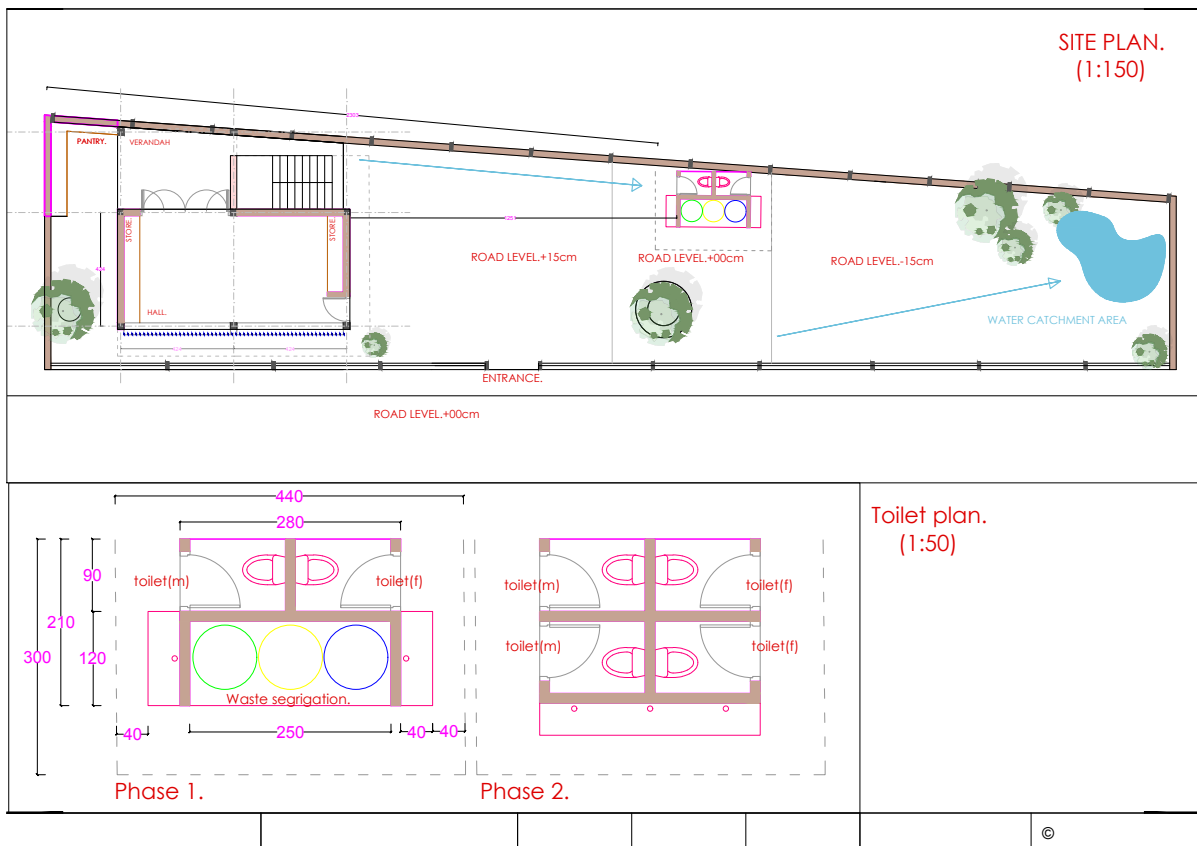 SITE PLAN.
(1:150)
PANTRY.
VERANDAH
STORE.
STORE.
HALL.
ROAD LEVEL.+15cm
ROAD LEVEL.+00cm
ROAD LEVEL.-15cm
WATER CATCHMENT AREA
ENTRANCE.
ROAD LEVEL.+00cm
440
280
90
210
300
120
toilet(m)
toilet(f)
Waste segrigation.
40
250
40
40
Phase 1.
toilet(m)
toilet(f)
toilet(m)
toilet(f)
Phase 2.
Toilet plan.
(1:50)
©